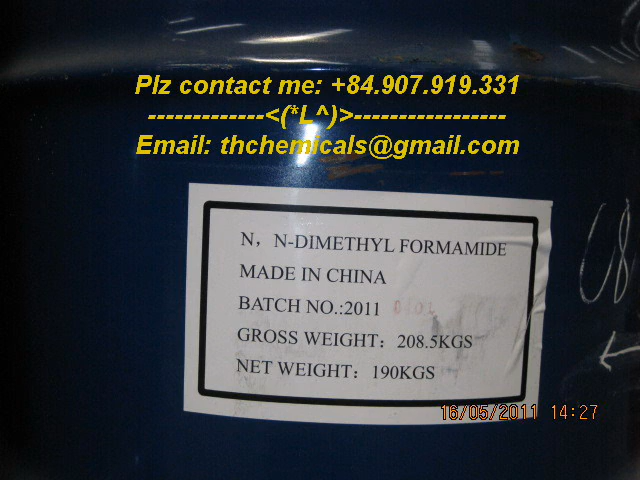 Plz contact me: +84.907.919.331
-------------<(*L^)>-----------------
Email: thchemicals@gmail.com
N，N-DIMETHYL FORMAMIDE
MADE IN CHINA
BATCH NO.:2011
GROSS WEIGHT：208.5KGS
NET WEIGHT：190KGS
16/05/2011 14:27